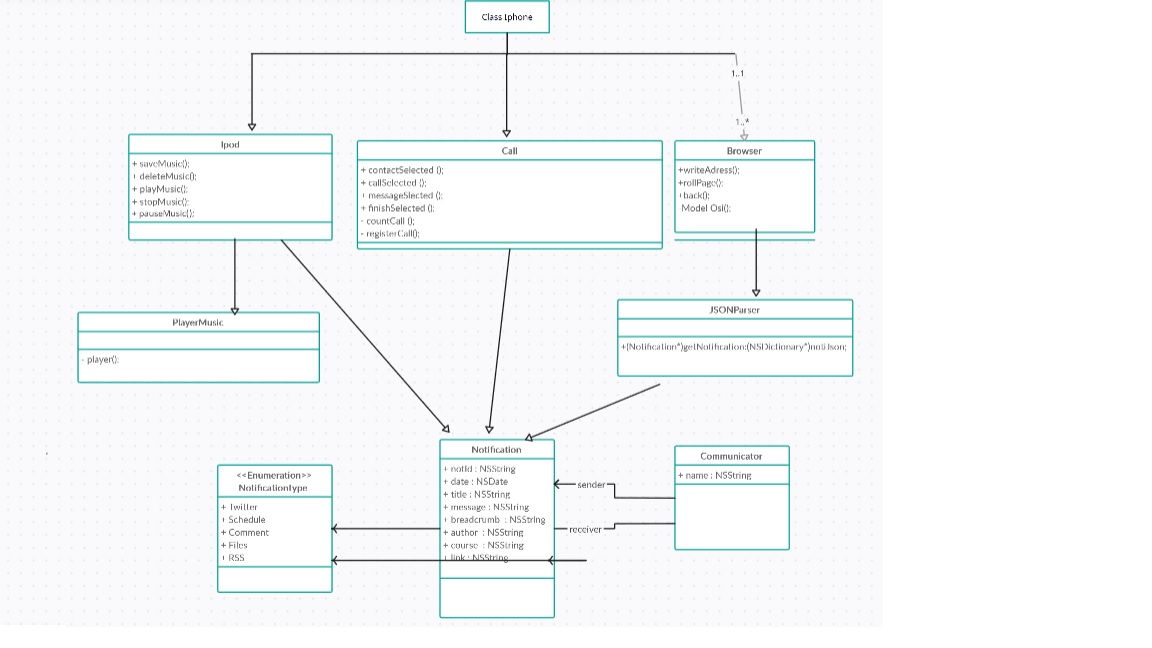 Class Iphone
1..1
1..*
Ipod
+ saveMusic();
+ deleteMusic();
+ playMusic();
+ stopMusic();
+ pauseMusic();
Call
+ contactSelected ();
+ callSelected ();
+ messageSlected ();
+ finishSelected ();
- countCall ();
- registerCall();
Browser
+writeAdress();
+rollPage();
+back();
Model Osi();
PlayerMusic
- player();
JSONParser
+(Notification*)getNotification:(NSDictionary*)notiJson;
<<Enumeration>>
Notificationtype
+ Twitter
+ Schedule
+ Comment
+ Files
+ RSS
Notification
+ notId : NSString
+ date : NSDate
+ title : NSString
+ message : NSString
+ breadcrumb : NSString
+ author : NSString
+ course : NSString
+ link : NSString
sender
receiver
Communicator
+ name : NSString